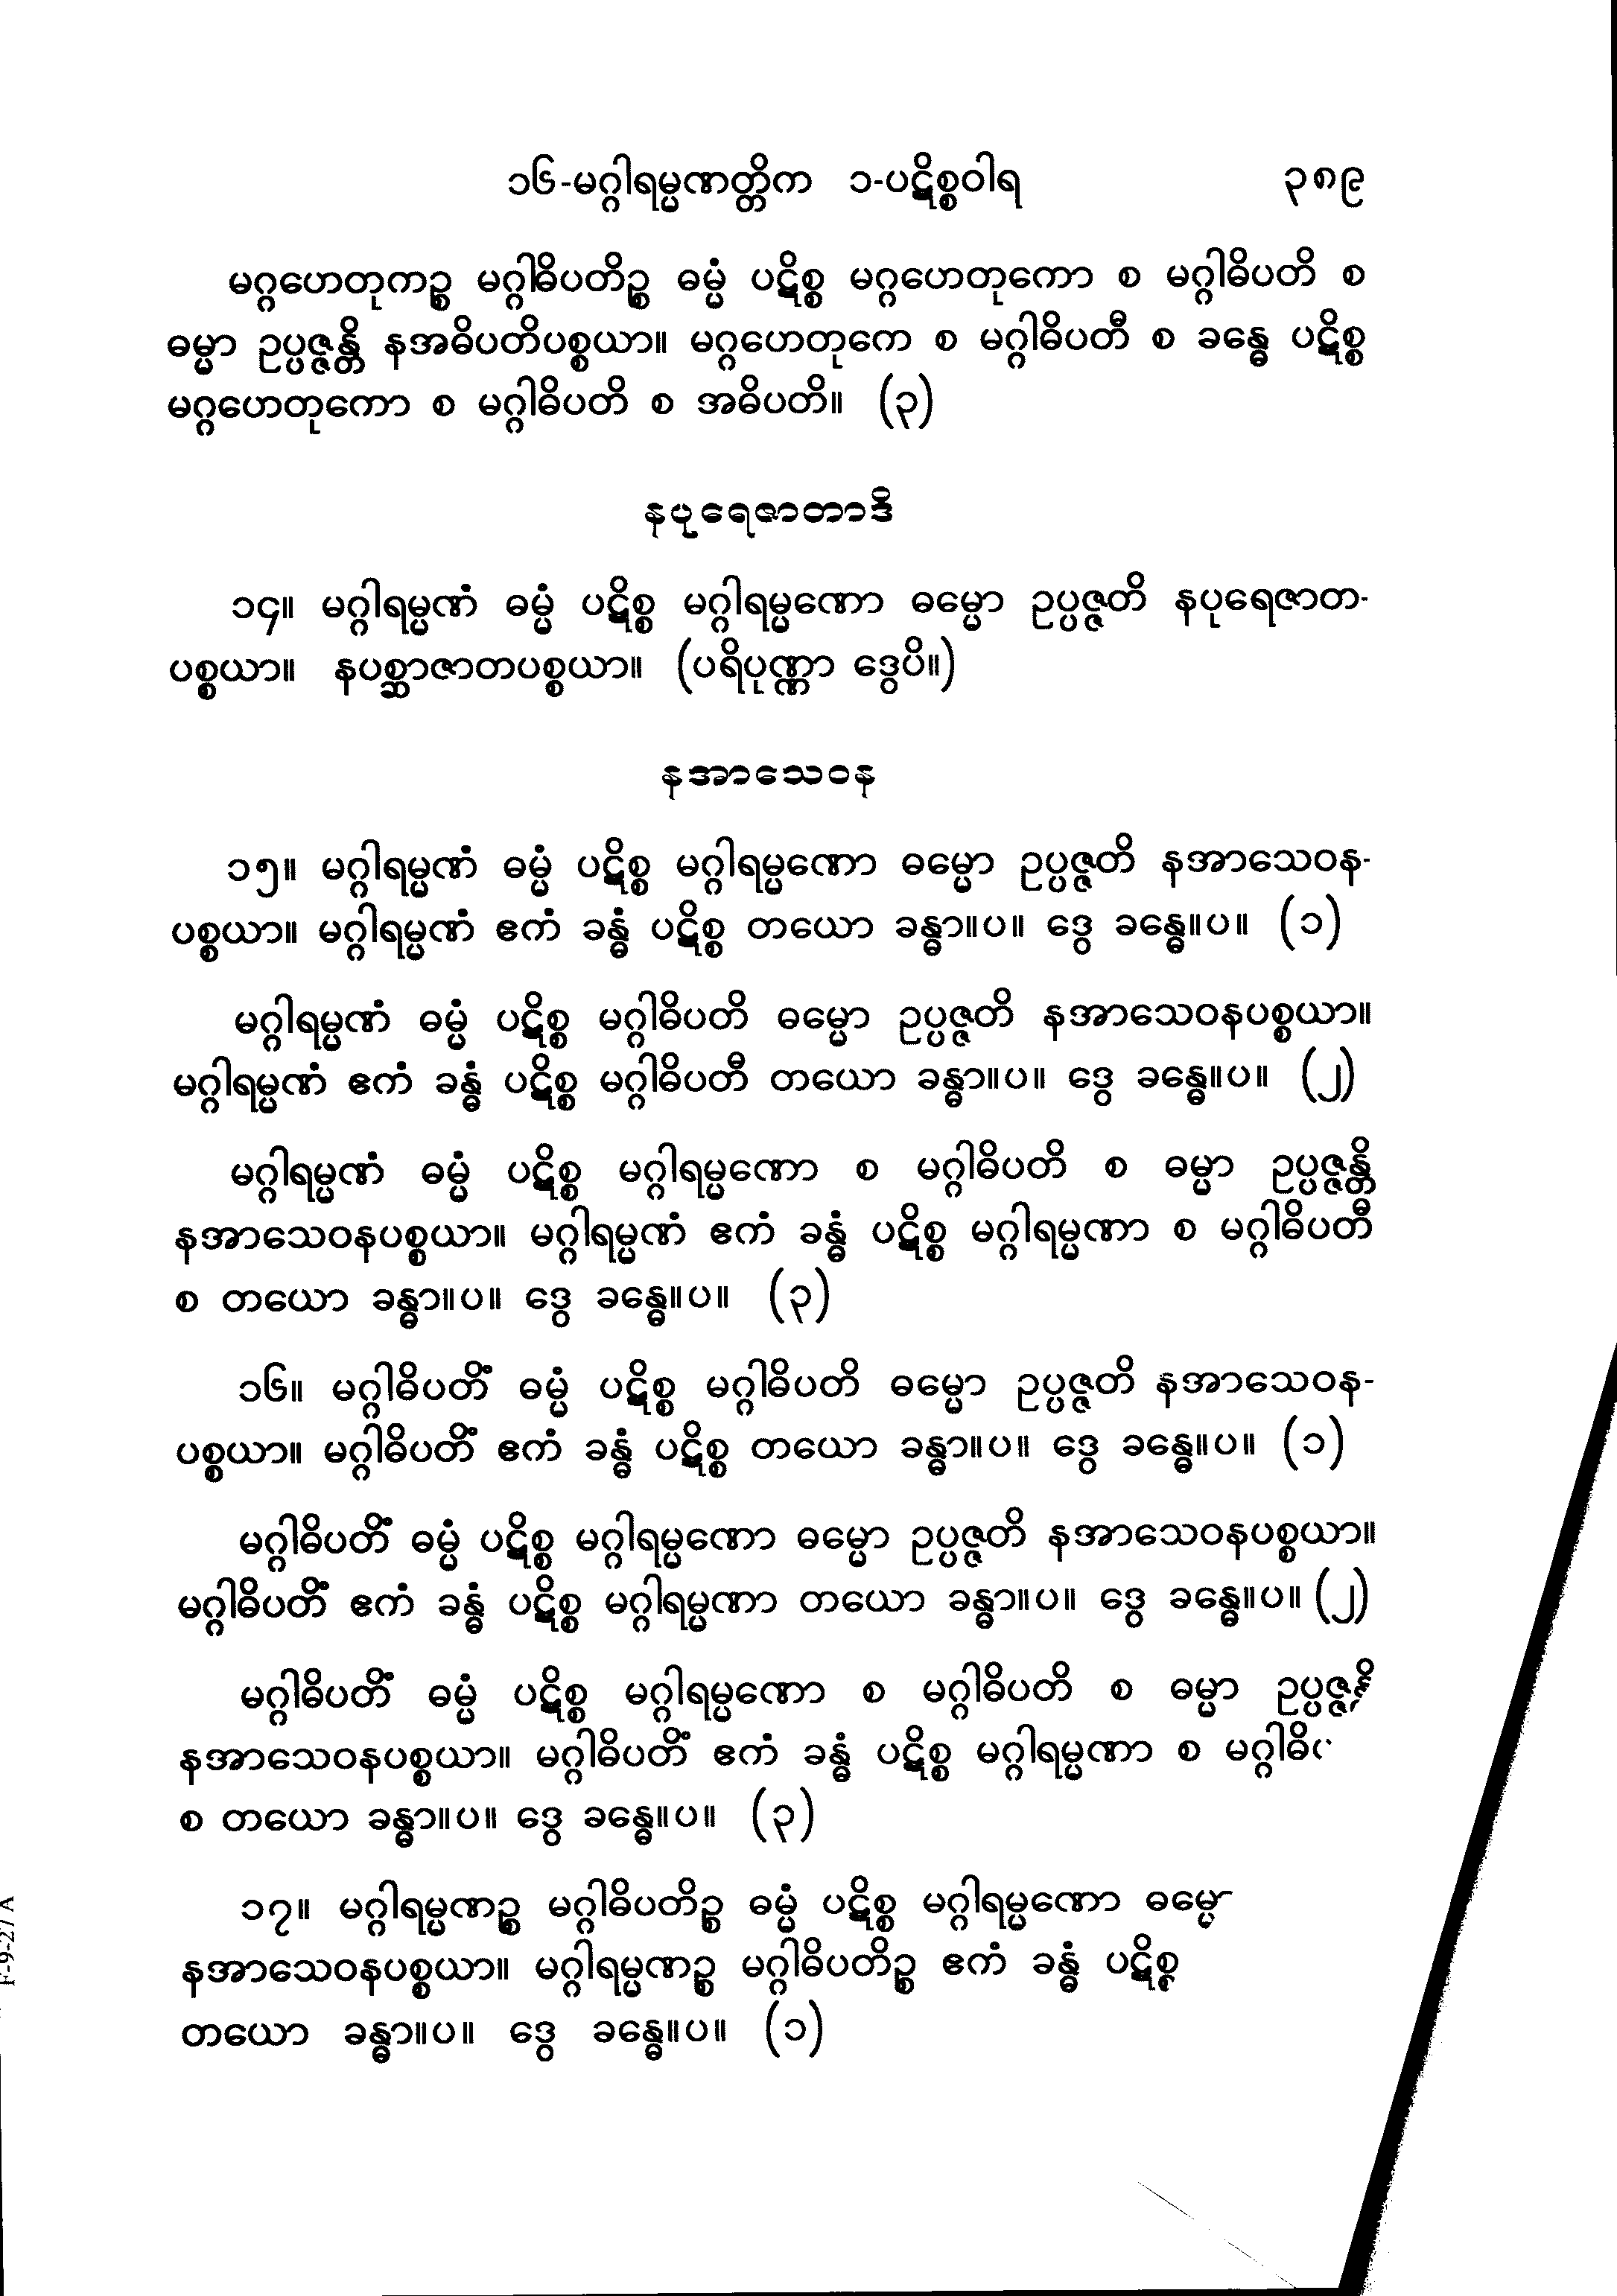 ၁၆-မဂ္ဂါရမ္မဏတ္တိက ၁-ပဋိစ္စဝါရ ၃၈၉
မဂ္ဂဟေတုကဉ္စ မဂ္ဂါဓိပတိဉ္စ ဓမ္မံ ပဋိစ္စ မဂ္ဂဟေတုကော စ မဂ္ဂါဓိပတိ စ
ဓမ္မာ ဥပ္ပဇ္ဇန္တိ နအဓိပတိပစ္စယာ။ မဂ္ဂဟေတုကေ စ မဂ္ဂါဓိပတီ စ ခန္ဓေ ပဋိစ္စ
မဂ္ဂဟေတုကော စ မဂ္ဂါဓိပတိ စ အဓိပတိ။ (၃)
နပုရေဇာတာဒိ
၁၄။ မဂ္ဂါရမ္မဏံ ဓမ္မံ ပဋိစ္စ မဂ္ဂါရမ္မဏော ဓမ္မော ဥပ္ပဇ္ဇတိ နပုရေဇာတ-
ပစ္စယာ။ နပစ္ဆာဇာတပစ္စယာ။ (ပရိပုဏ္ဏာ ဒွေပိ။)
နအာသေဝန
၁၅။ မဂ္ဂါရမ္မဏံ ဓမ္မံ ပဋိစ္စ မဂ္ဂါရမ္မဏော ဓမ္မော ဥပ္ပဇ္ဇတိ နအာသေဝန-
ပစ္စယာ။ မဂ္ဂါရမ္မဏံ ဧကံ ခန္ဓံ ပဋိစ္စ တယော ခန္ဓာ။ပ။ ဒွေ ခန္ဓေ။ပ။ (၁)
မဂ္ဂါရမ္မဏံ ဓမ္မံ ပဋိစ္စ မဂ္ဂါဓိပတိ ဓမ္မော ဥပ္ပဇ္ဇတိ နအာသေဝနပစ္စယာ။
မဂ္ဂါရမ္မဏံ ဧကံ ခန္ဓံ ပဋိစ္စ မဂ္ဂါဓိပတီ တယော ခန္ဓာ။ပ။ ဒွေ ခန္ဓေ။ပ။ (၂)
မဂ္ဂါရမ္မဏံ ဓမ္မံ ပဋိစ္စ မဂ္ဂါရမ္မဏော စ မဂ္ဂါဓိပတိ စ ဓမ္မာ ဥပ္ပဇ္ဇန္တိ
နအာသေဝနပစ္စယာ။ မဂ္ဂါရမ္မဏံ ဧကံ ခန္ဓံ ပဋိစ္စ မဂ္ဂါရမ္မဏာ စ မဂ္ဂါဓိပတီ
စ တယော ခန္ဓာ။ပ။ ဒွေ ခန္ဓေ။ပ။ (၃)
၁၆။ မဂ္ဂါဓိပတိံ ဓမ္မံ ပဋိစ္စ မဂ္ဂါဓိပတိ ဓမ္မော ဥပ္ပဇ္ဇတိ နအာသေဝန-
ပစ္စယာ။ မဂ္ဂါဓိပတိံ ဧကံ ခန္ဓံ ပဋိစ္စ တယော ခန္ဓာ။ပ။ ဒွေ ခန္ဓေ။ပ။ (၁)
မဂ္ဂါဓိပတိံ ဓမ္မံ ပဋိစ္စ မဂ္ဂါရမ္မဏော ဓမ္မော ဥပ္ပဇ္ဇတိ နအာသေဝနပစ္စယာ။
မဂ္ဂါဓိပတိံ ဧကံ ခန္ဓံ ပဋိစ္စ မဂ္ဂါရမ္မဏာ တယော ခန္ဓာ။ပ။ ဒွေ ခန္ဓေ။ပ။ (၂)
မဂ္ဂါဓိပတိံ ဓမ္မံ ပဋိစ္စ မဂ္ဂါရမ္မဏော စ မဂ္ဂါဓိပတိ စ ဓမ္မာ
နအာသေဝနပစ္စယာ။ မဂ္ဂါဓိပတိံ ဧကံ ခန္ဓံ ပဋိစ္စ မဂ္ဂါရမ္မဏာ စ
စ တယော ခန္ဓာ။ပ။ ဒွေ ခန္ဓေ။ပ။ (၃)
၁၇။ မဂ္ဂါရမ္မဏဉ္စ မဂ္ဂါဓိပတိဉ္စ ဓမ္မံ ပဋိစ္စ မဂ္ဂါရမ္မဏော ဓမ္မော
နအာသေဝနပစ္စယာ။ မဂ္ဂါရမ္မဏဉ္စ မဂ္ဂါဓိပတိဉ္စ ဧကံ ခန္ဓံ ပဋိစ္စ
တယော ခန္ဓာ။ပ။ ဒွေ ခန္ဓေ။ပ။ (၁)